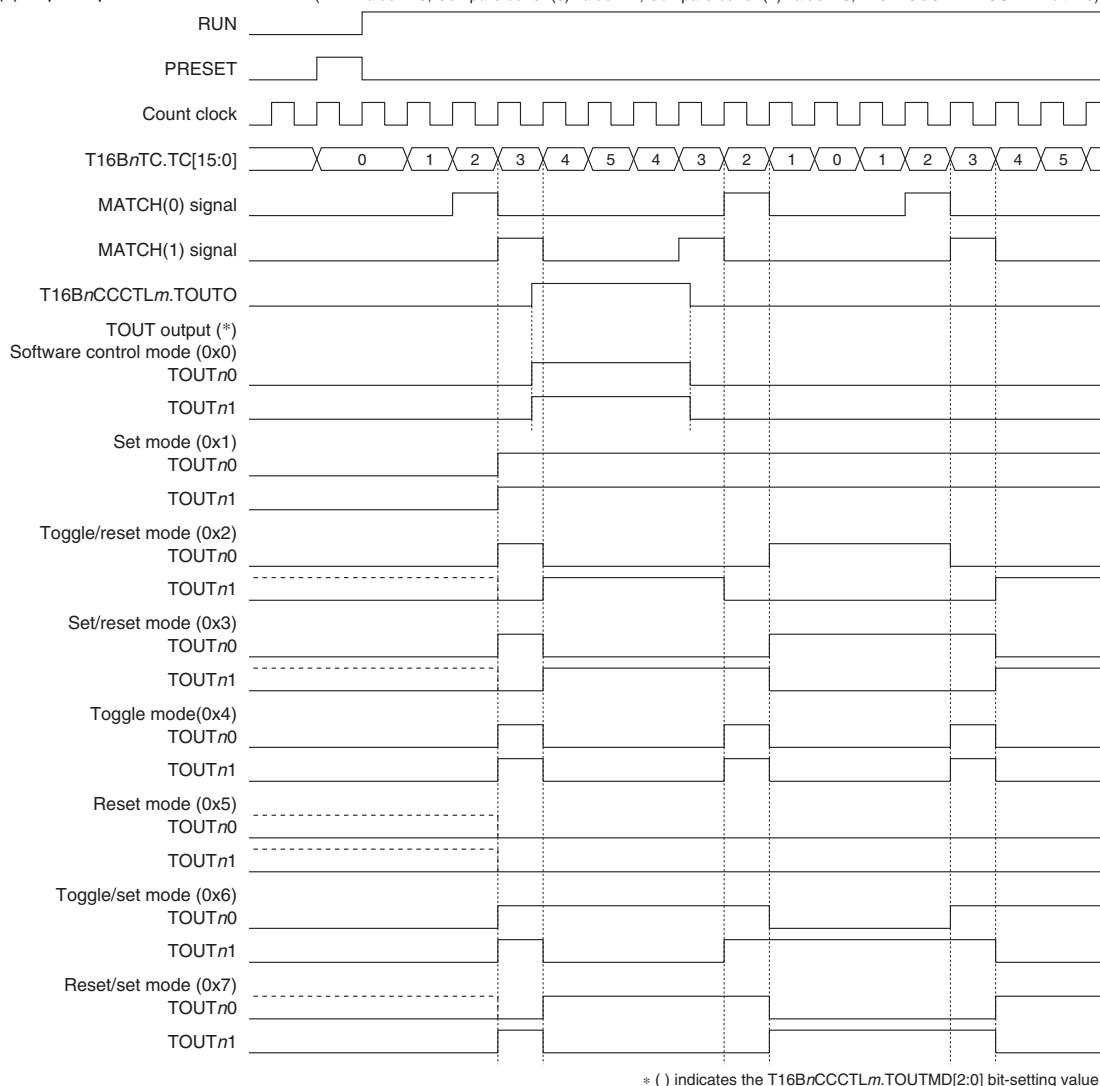 RUN
PRESET
Count clock
T16BnTC.TC[15:0] 0 1 2 3 4 5 4 3 2 1 0 1 2 3 4 5
MATCH(0) signal
MATCH(1) signal
T16BnCCCTLm.TOUTO
TOUT output (*)
Software control mode (0x0)
TOUTn0
TOUTn1
Set mode (0x1)
TOUTn0
TOUTn1
Toggle/reset mode (0x2)
TOUTn0
TOUTn1
Set/reset mode (0x3)
TOUTn0
TOUTn1
Toggle mode(0x4)
TOUTn0
TOUTn1
Reset mode (0x5)
TOUTn0
TOUTn1
Toggle/set mode (0x6)
TOUTn0
TOUTn1
Reset/set mode (0x7)
TOUTn0
TOUTn1
* ( ) indicates the T16BnCCCTLm.TOUTMD[2:0] bit-setting value